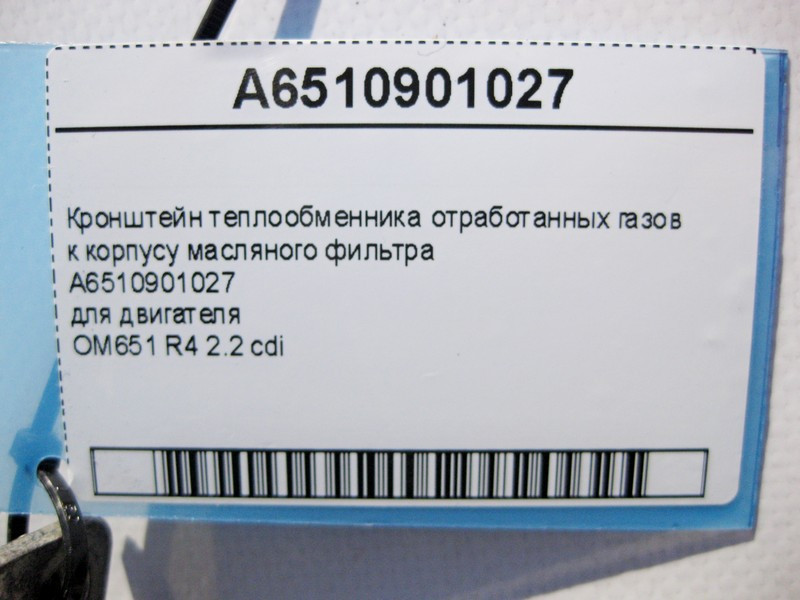 A6510901027
Кронштейн теплообменника отработанных газов
к корпусу масляного фильтра
A6510901027
для двигателя
OM651 R4 2.2 cdi